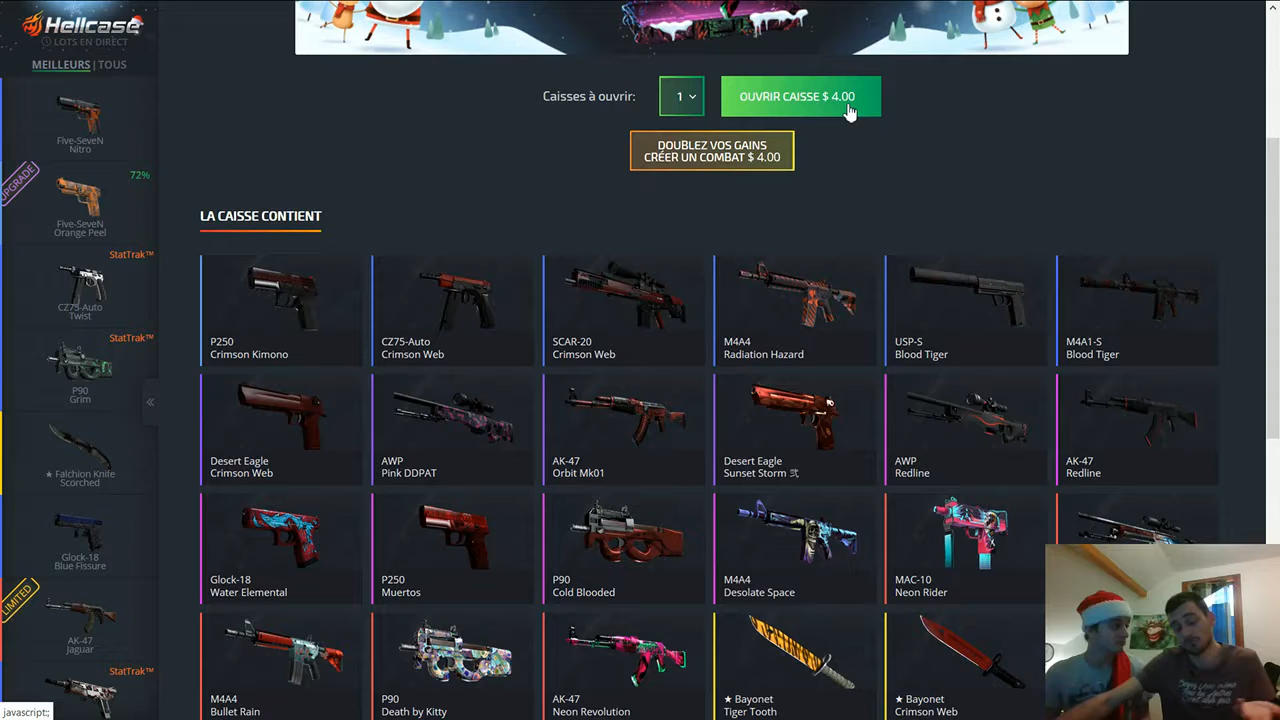 Hellcase
LOTS EN DIRECT
MEILLEURS | TOUS
Five-SeveN
Nitro
UPGRADE
72%
Five-SeveN
Orange Peel
StatTrak™
CZ75-Auto
Twist
StatTrak™
P90
Grim
★ Falchion Knife
Scorched
Glock-18
Blue Fissure
LIMITED
AK-47
Jaguar
StatTrak™
javascript:;
Caisses à ouvrir:
1
OUVRIR CAISSE $ 4.00
DOUBLEZ VOS GAINS
CRÉER UN COMBAT $ 4.00
LA CAISSE CONTIENT
P250
Crimson Kimono
CZ75-Auto
Crimson Web
SCAR-20
Crimson Web
M4A4
Radiation Hazard
USP-S
Blood Tiger
M4A1-S
Blood Tiger
Desert Eagle
Crimson Web
AWP
Pink DDPAT
AK-47
Orbit Mk01
Desert Eagle
Sunset Storm 弐
AWP
Redline
AK-47
Redline
Glock-18
Water Elemental
P250
Muertos
P90
Cold Blooded
M4A4
Desolate Space
MAC-10
Neon Rider
M4A4
Bullet Rain
P90
Death by Kitty
AK-47
Neon Revolution
★ Bayonet
Tiger Tooth
★ Bayonet
Crimson Web